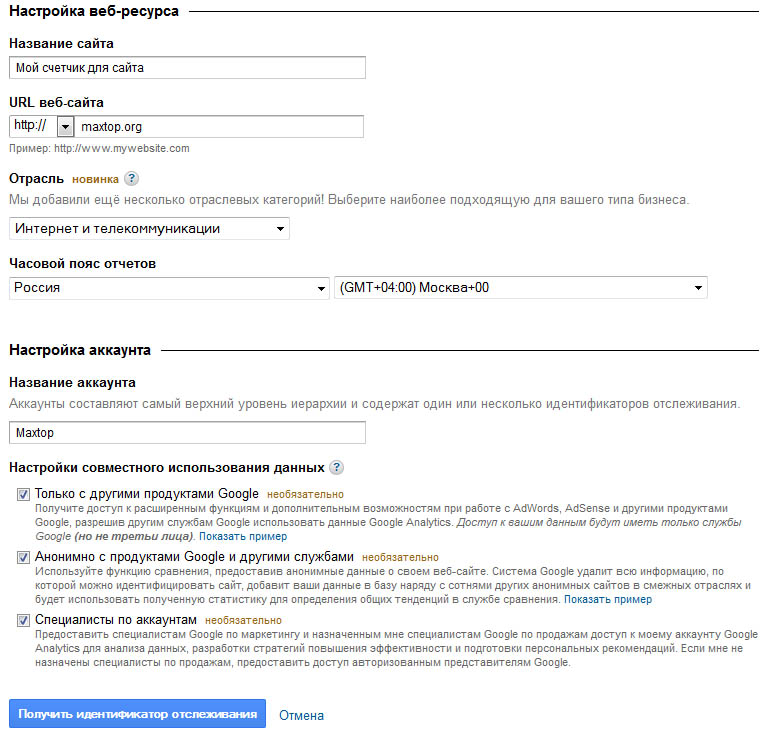 Настройка веб-ресурса
Название сайта
Мой счетчик для сайта
URL веб-сайта
http:// maxtop.org
Пример: http://www.mywebsite.com
Отрасль новинка ?
Мы добавили ещё несколько отраслевых категорий! Выберите наиболее подходящую для вашего типа бизнеса.
Интернет и телекоммуникации
Часовой пояс отчетов
Россия (GMT+04:00) Москва+00
Настройка аккаунта
Название аккаунта
Аккаунты составляют самый верхний уровень иерархии и содержат один или несколько идентификаторов отслеживания.
Maxtop
Настройки совместного использования данных ?
Только с другими продуктами Google необязательно
Получите доступ к расширенным функциям и дополнительным возможностям при работе с AdWords, AdSense и другими продуктами
Google, разрешив другим службам Google использовать данные Google Analytics. Доступ к вашим данным будут иметь только службы
Google (но не третьи лица). Показать пример
Анонимно с продуктами Google и другими службами необязательно
Используйте функцию сравнения, предоставив анонимные данные о своем веб-сайте. Система Google удалит всю информацию, по
которой можно идентифицировать сайт, добавит ваши данные в базу наряду с сотнями других анонимных сайтов в смежных отраслях и
будет использовать полученную статистику для определения общих тенденций в службе сравнения. Показать пример
Специалисты по аккаунтам необязательно
Предоставить специалистам Google по маркетингу и назначенным мне специалистам Google по продажам доступ к моему аккаунту Google
Analytics для анализа данных, разработки стратегий повышения эффективности и подготовки персональных рекомендаций. Если мне не
назначены специалисты по продажам, предоставить доступ авторизованным представителям Google.
Получить идентификатор отслеживания Отмена